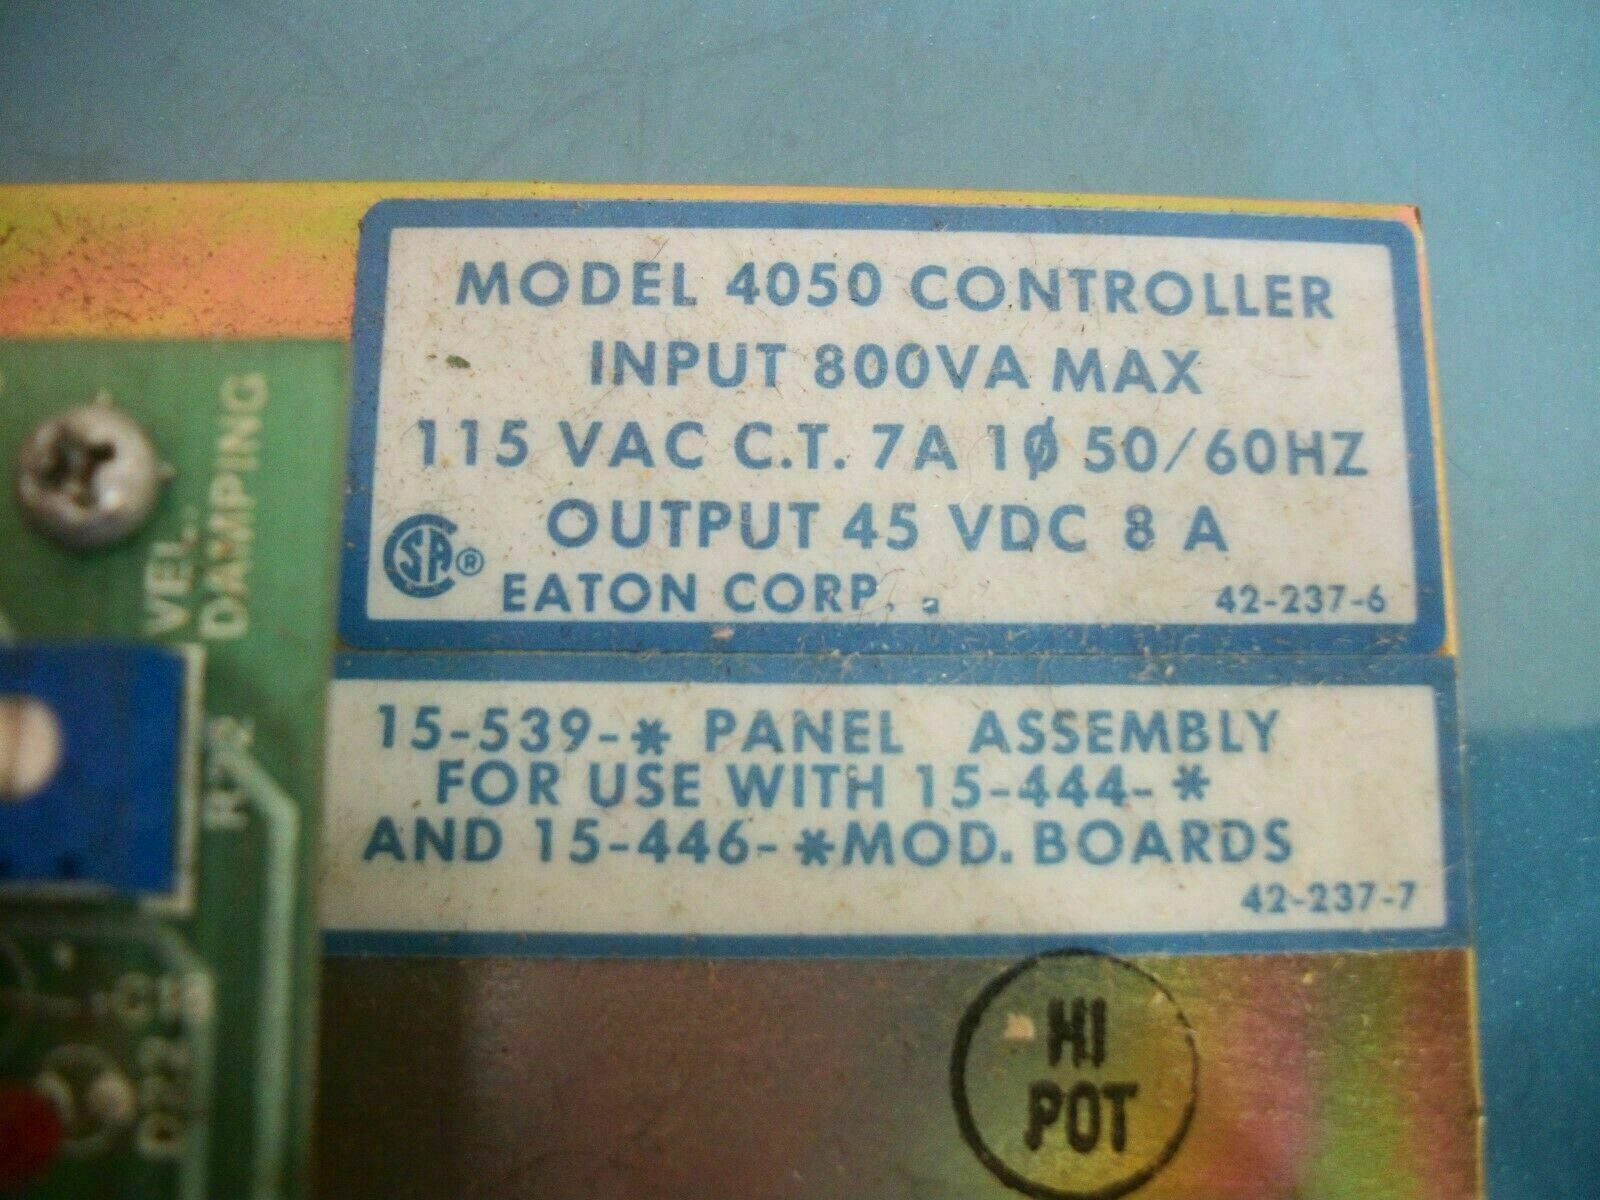 MODEL 4050 CONTROLLER
INPUT 800VA MAX
115 VAC C.T. 7A 1ϕ 50/60HZ
OUTPUT 45 VDC 8 A
CSA®
EATON CORP.
42-237-6
15-539-* PANEL ASSEMBLY
FOR USE WITH 15-444-*
AND 15-446-*MOD. BOARDS
42-237-7
HI
POT
VEL.
DAMPING